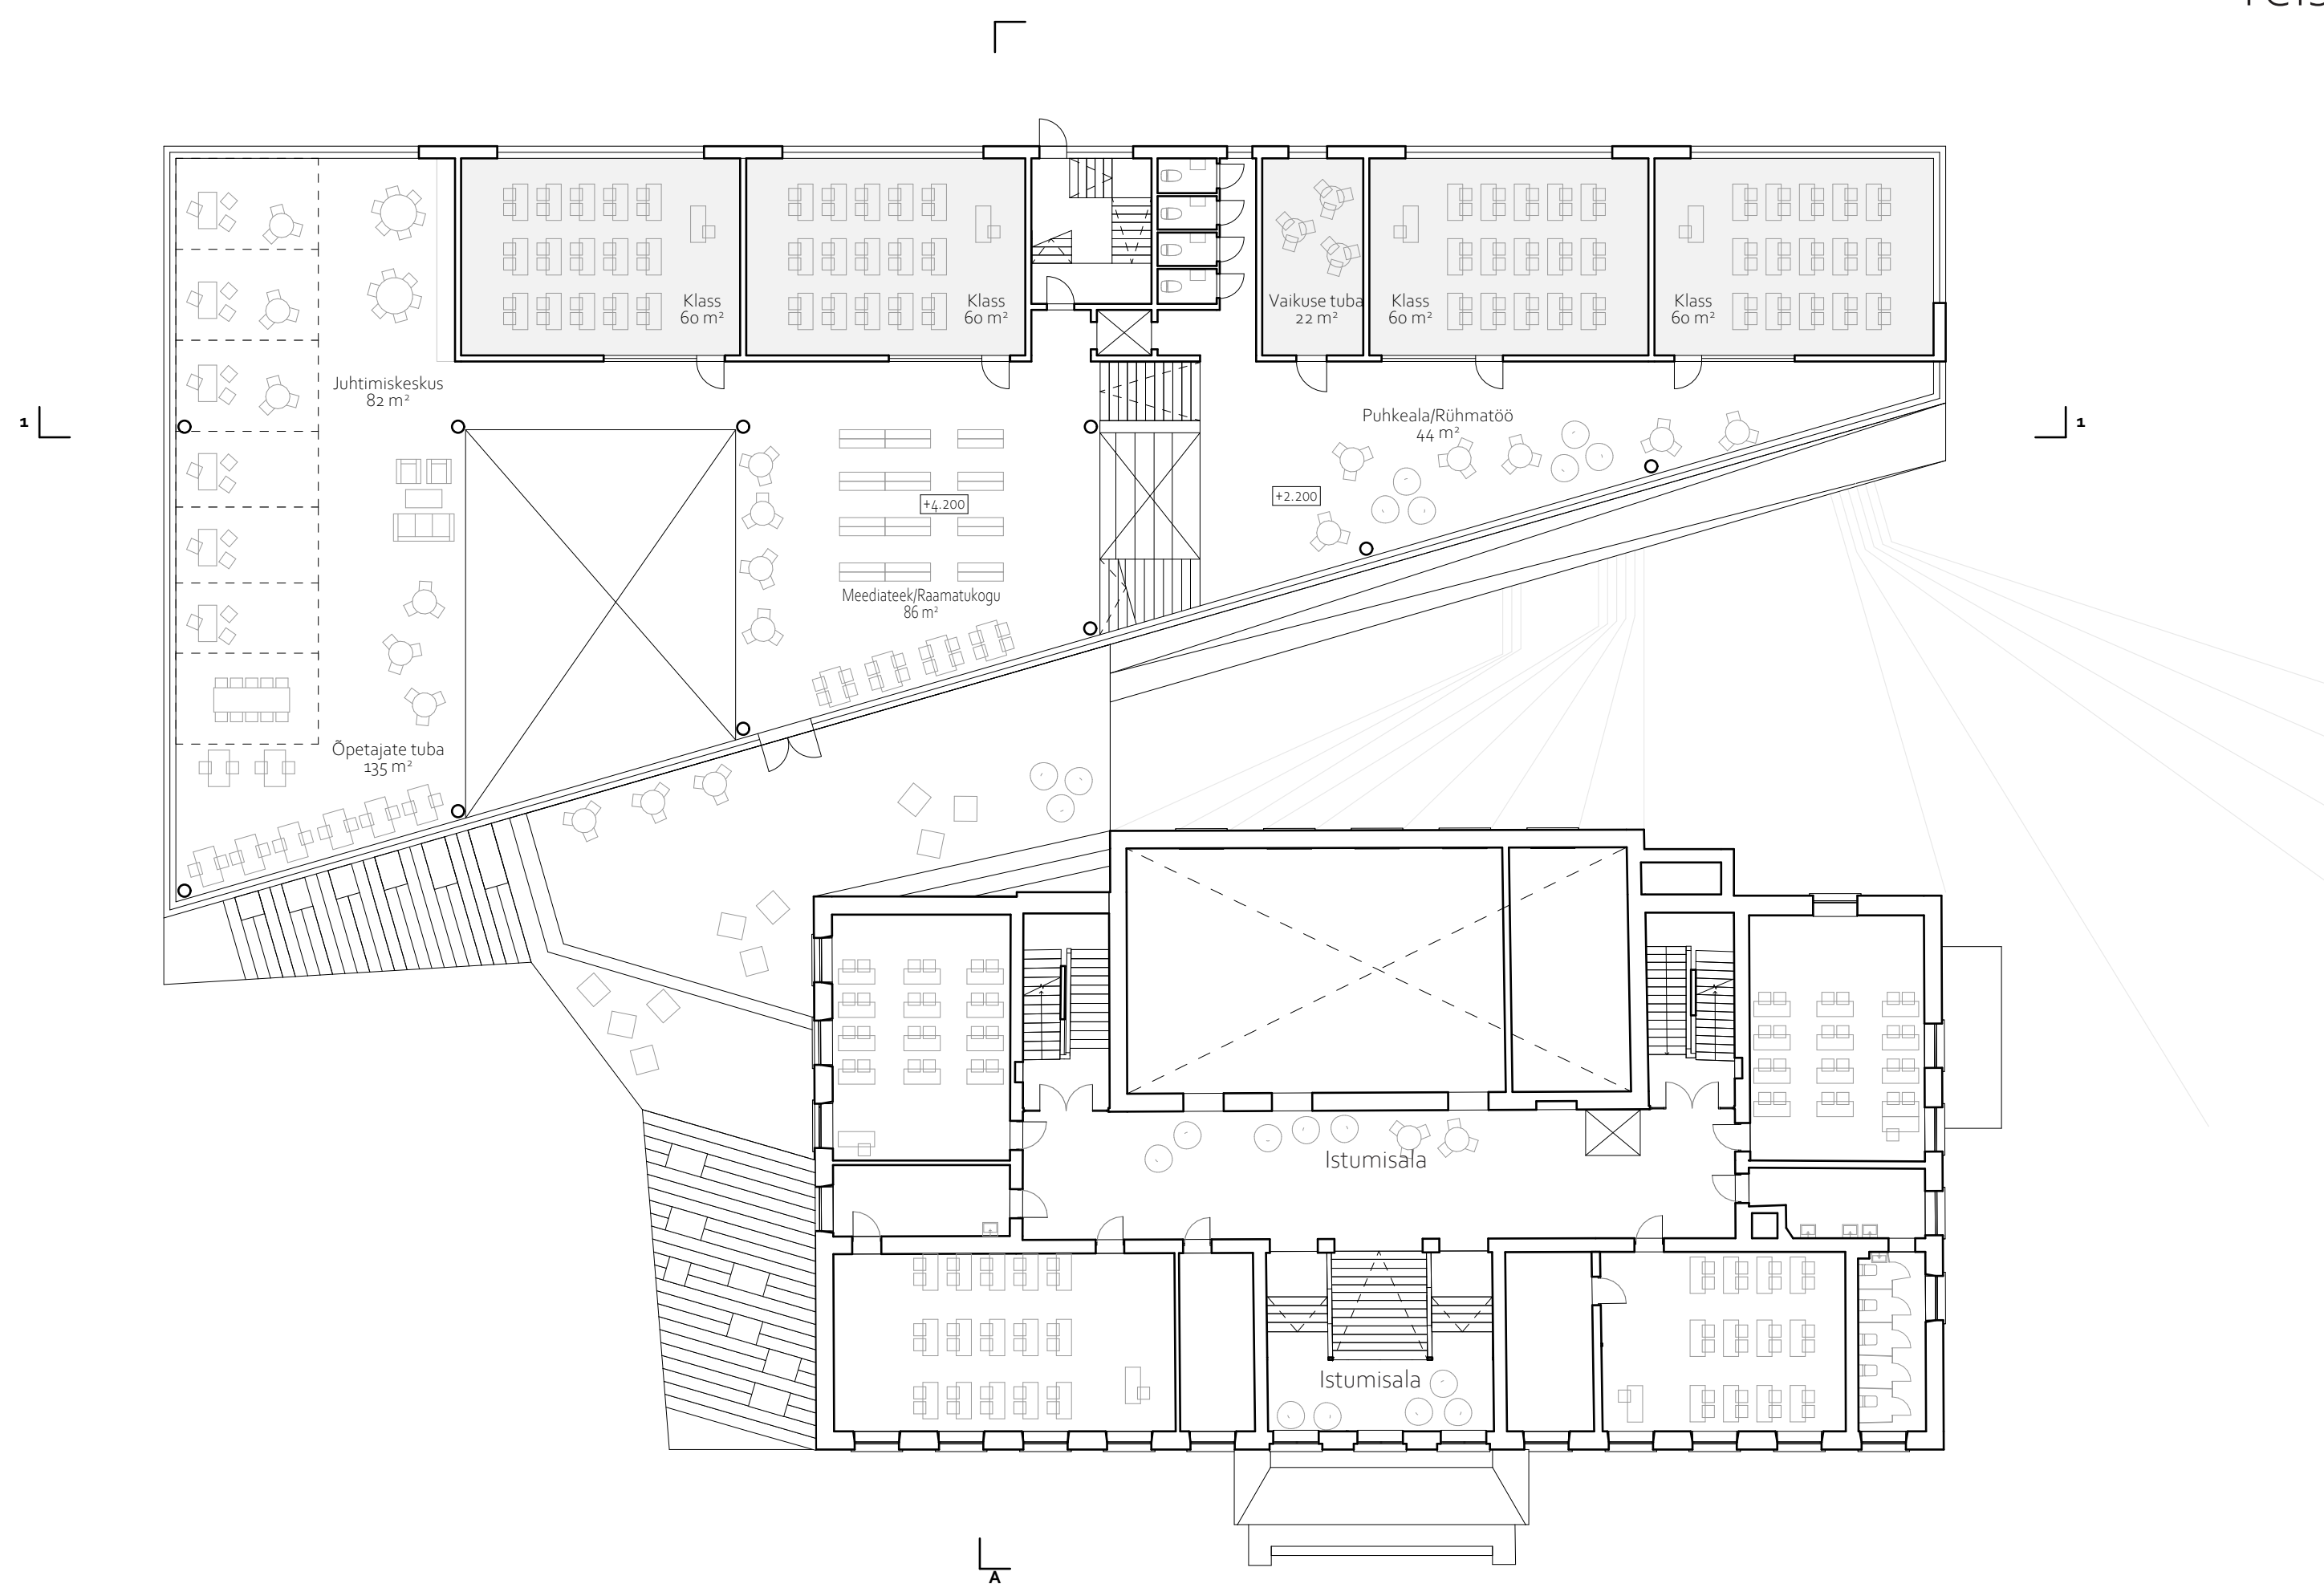 Klass
60 m²
Klass
60 m²
Vaikuse tuba
22 m²
Klass
60 m²
Klass
60 m²
Juhtimiskeskus
82 m²
1
Puhkeala/Rühmatöö
44 m²
1
+4.200
+2.200
Meediateek/Raamatukogu
86 m²
Õpetajate tuba
135 m²
Istumisala
Istumisala
A